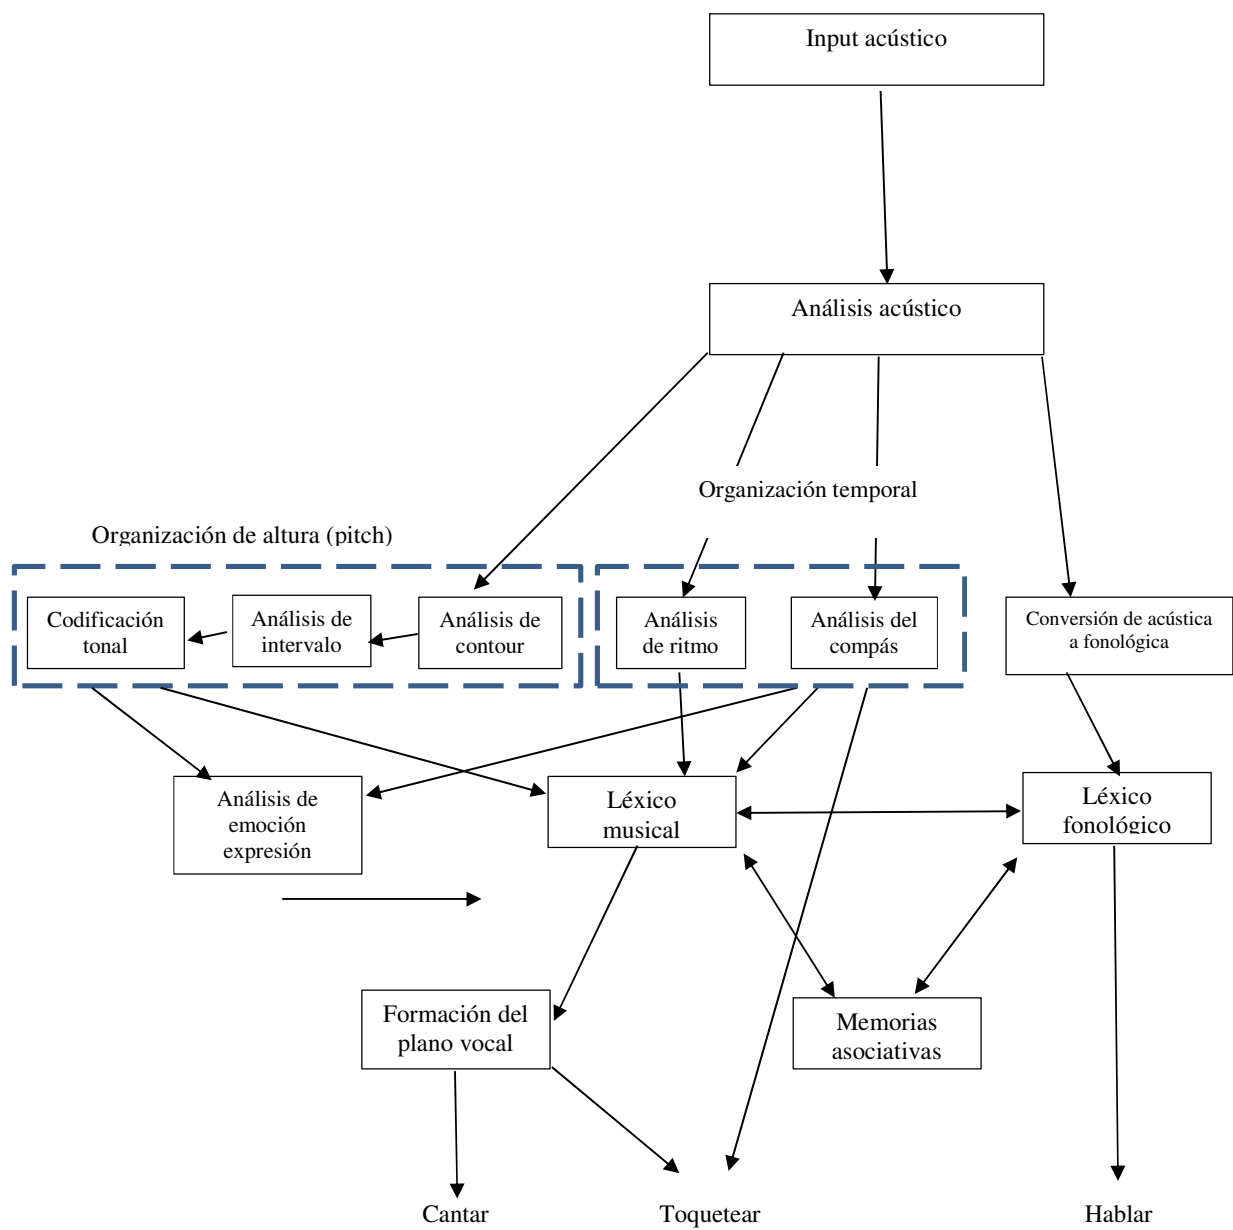 Input acústico
Análisis acústico
Organización temporal
Organización de altura (pitch)
Codificación
tonal
Análisis de
intervalo
Análisis de
contour
Análisis
de ritmo
Análisis del
compás
Conversión de acústica
a fonológica
Análisis de
emoción
expresión
Léxico
musical
Léxico
fonológico
Formación del
plano vocal
Memorias
asociativas
Cantar
Toquetear
Hablar